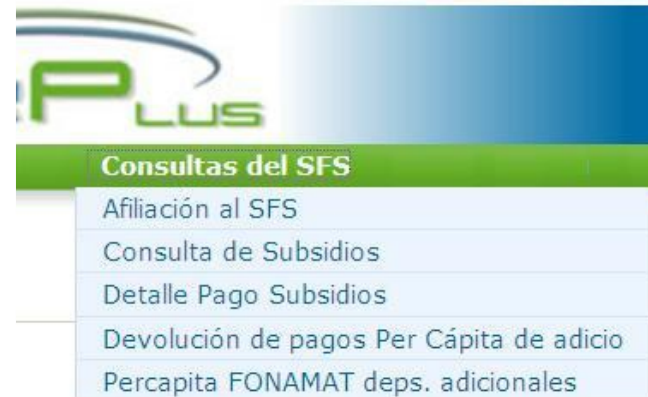 Plus
Consultas del SFS
Afiliación al SFS
Consulta de Subsidios
Detalle Pago Subsidios
Devolución de pagos Per Cápita de adicio
Percapita FONAMAT deps. adicionales